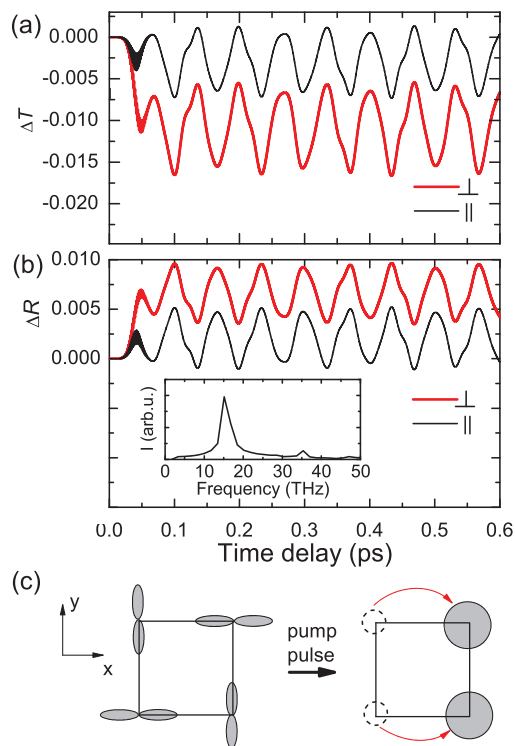 (a)
0.000
-0.005
-0.010
-0.015
-0.020
ΔT
⊥
||
(b)
0.010
0.005
0.000
ΔR
I (arb.u.)
0 10 20 30 40 50
Frequency (THz)
⊥
||
0.0 0.1 0.2 0.3 0.4 0.5 0.6
Time delay (ps)
(c)
y
x
pump
pulse